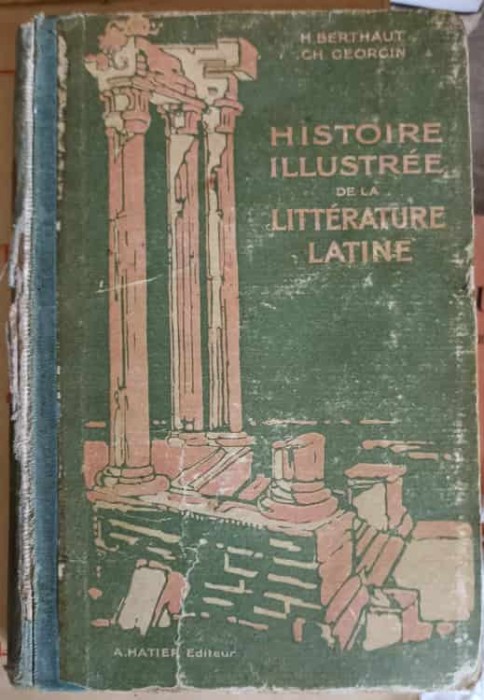 H. BERTHAUT
CH. GEORGIN
HISTOIRE
ILLUSTRÉE
DE LA
LITTÉRATURE
LATINE
A. HATIER Editeur